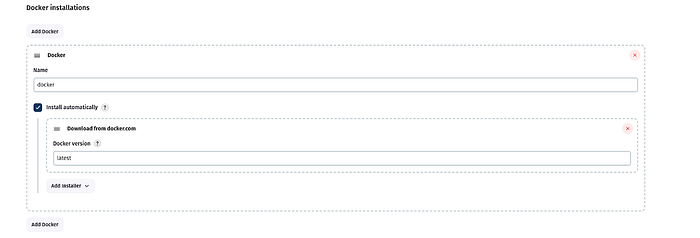 Docker installations
Add Docker
Docker
Name
docker
Install automatically ?
Download from docker.com
Docker version ?
latest
Add Installer
Add Docker